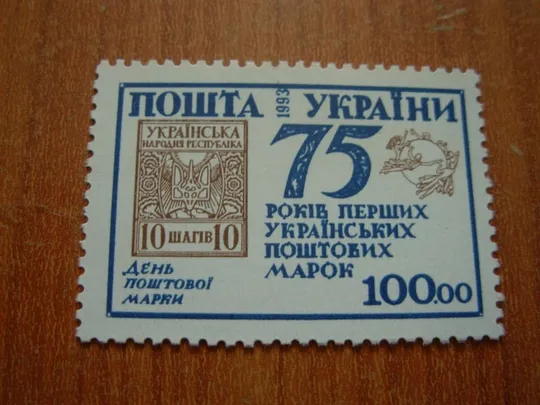 ПОШТА 1993 УКРАЇНИ
УКРАЇНСЬКА
НАРОДНЯ РЕСПУБЛІКА
10 ШАГІВ 10
75
РОКІВ ПЕРШИХ
УКРАЇНСЬКИХ
ПОШТОВИХ
МАРОК
ДЕНЬ
ПОШТОВОЇ
МАРКИ
100.00